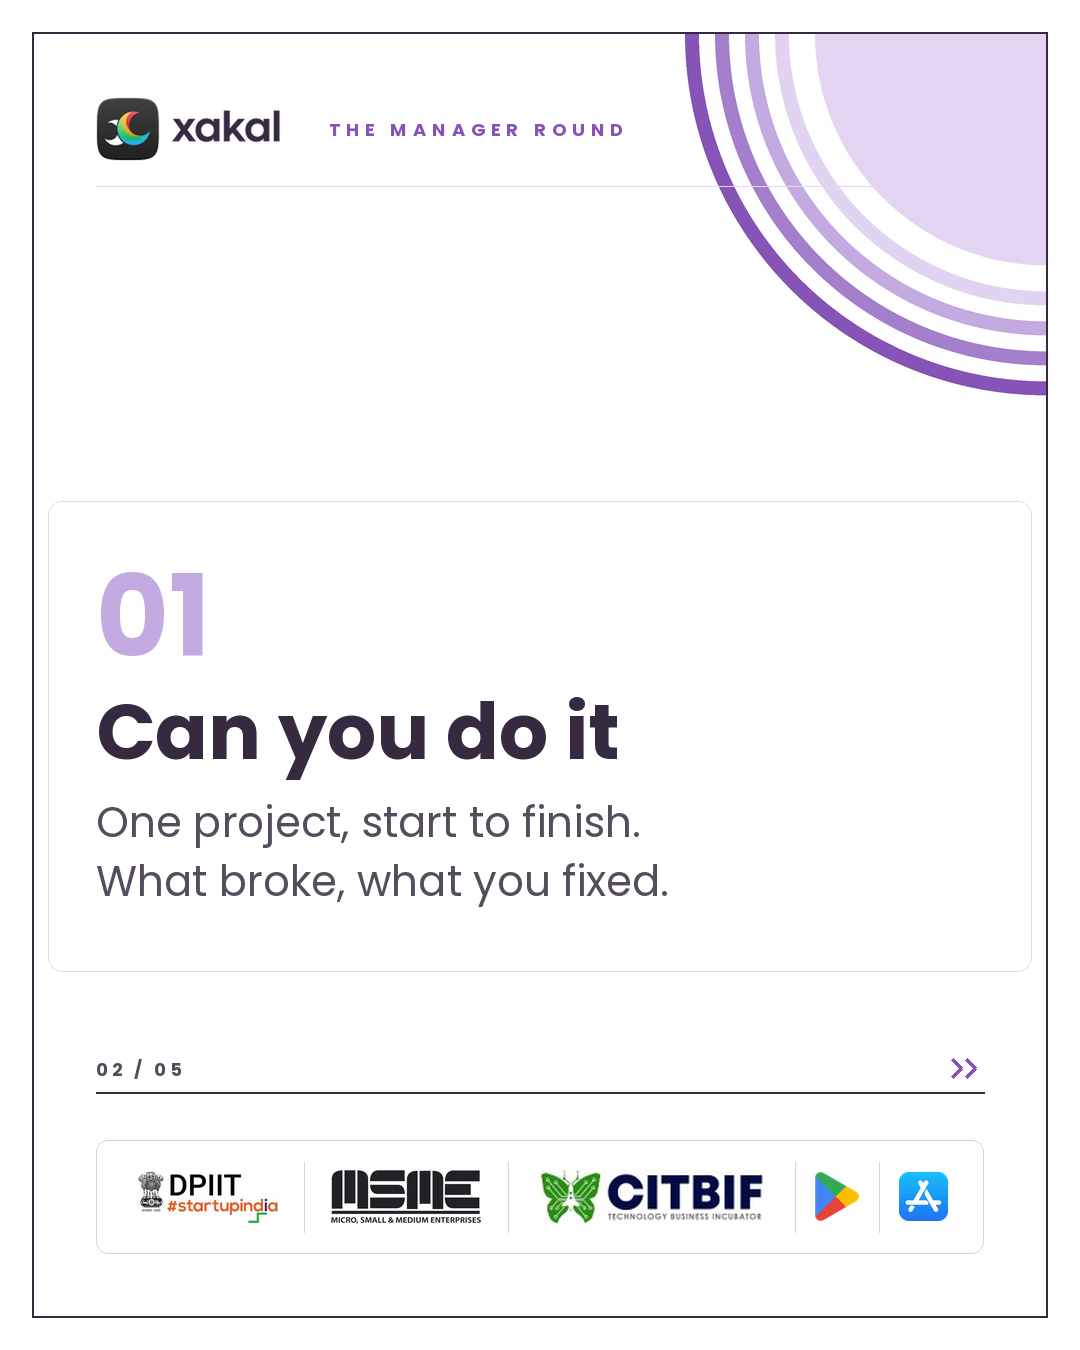 xakal
THE MANAGER ROUND
01
Can you do it
One project, start to finish.
What broke, what you fixed.
02 / 05
DPIIT
#startupindia
MSME
MICRO, SMALL & MEDIUM ENTERPRISES
CITBIF
TECHNOLOGY BUSINESS INCUBATOR